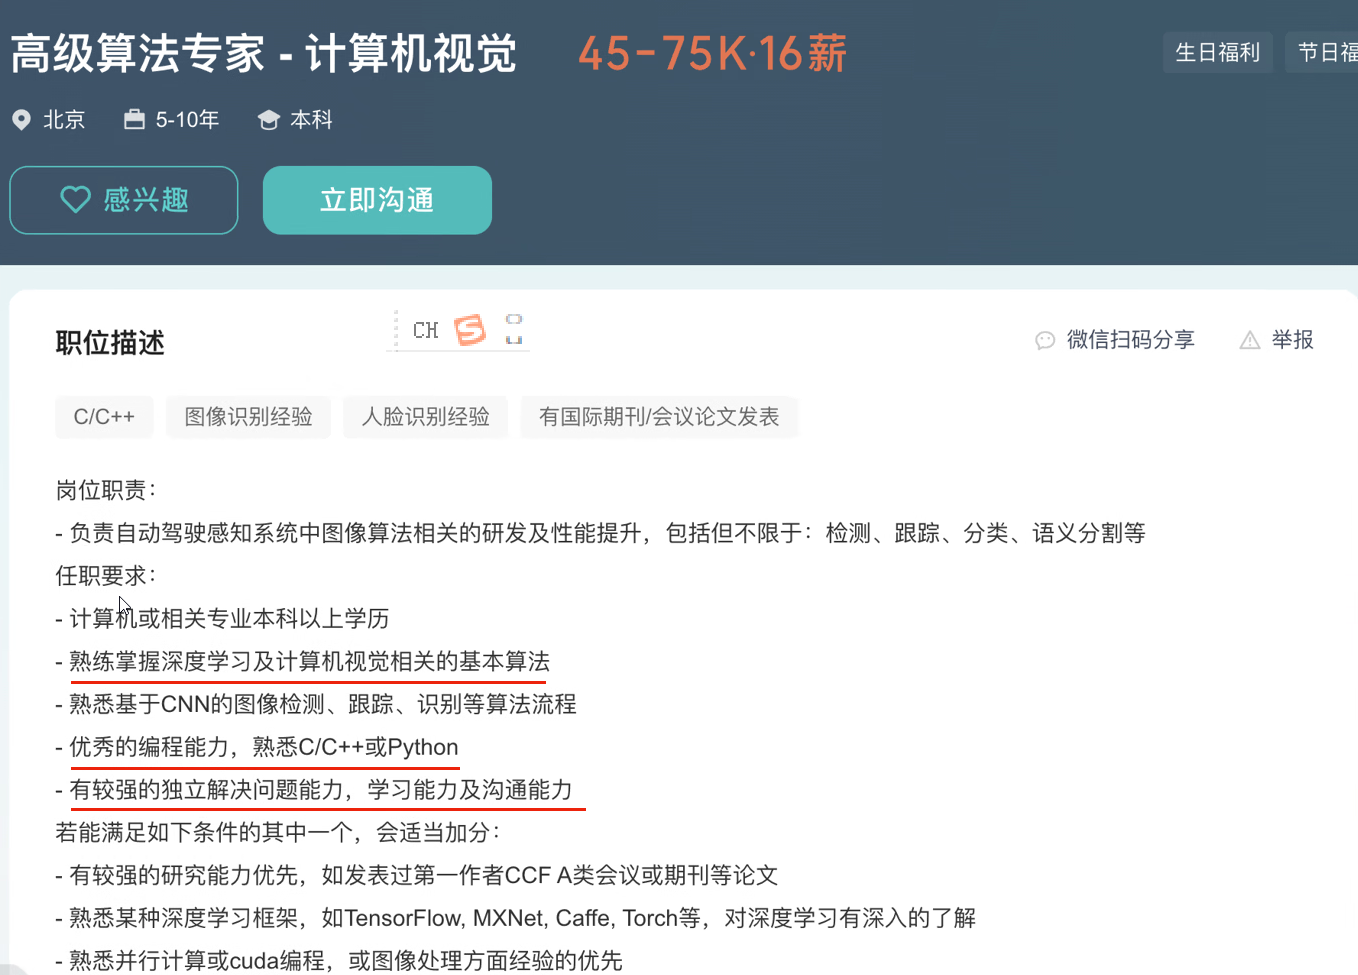 高级算法专家 - 计算机视觉 45-75K·16薪 生日福利 节日福
北京 5-10年 本科
感兴趣 立即沟通
职位描述 CH 微信扫码分享 举报
C/C++ 图像识别经验 人脸识别经验 有国际期刊/会议论文发表
岗位职责：
- 负责自动驾驶感知系统中图像算法相关的研发及性能提升，包括但不限于：检测、跟踪、分类、语义分割等
任职要求：
- 计算机或相关专业本科以上学历
- 熟练掌握深度学习及计算机视觉相关的基本算法
- 熟悉基于CNN的图像检测、跟踪、识别等算法流程
- 优秀的编程能力，熟悉C/C++或Python
- 有较强的独立解决问题能力，学习能力及沟通能力
若能满足如下条件的其中一个，会适当加分：
- 有较强的研究能力优先，如发表过第一作者CCF A类会议或期刊等论文
- 熟悉某种深度学习框架，如TensorFlow, MXNet, Caffe, Torch等，对深度学习有深入的了解
- 熟悉并行计算或cuda编程，或图像处理方面经验的优先